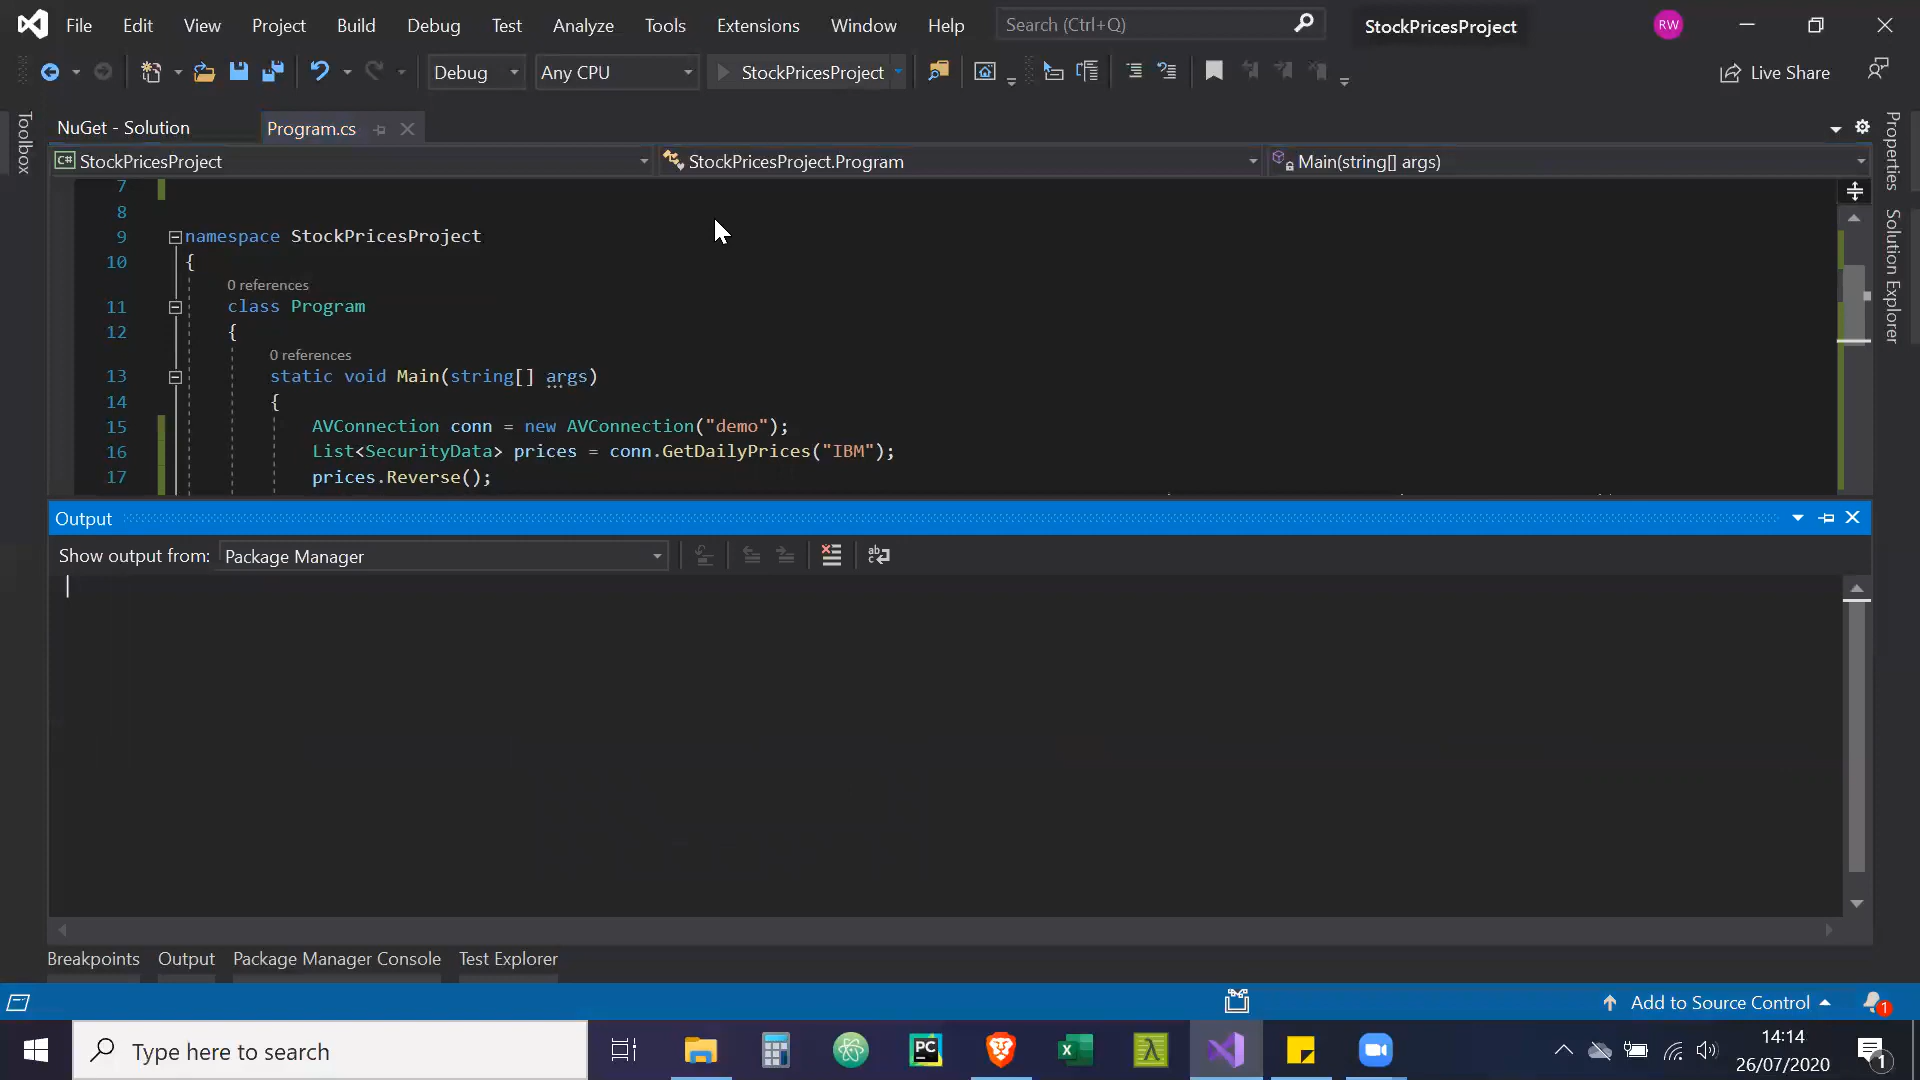 File Edit View Project Build Debug Test Analyze Tools Extensions Window Help Search (Ctrl+Q) StockPricesProject RW
Debug Any CPU StockPricesProject Live Share
NuGet - Solution Program.cs
StockPricesProject StockPricesProject.Program Main(string[] args)
Toolbox
Properties
Solution Explorer
7
8
9 namespace StockPricesProject
10 {
0 references
11 class Program
12 {
0 references
13 static void Main(string[] args)
14 {
15 AVConnection conn = new AVConnection("demo");
16 List<SecurityData> prices = conn.GetDailyPrices("IBM");
17 prices.Reverse();
Output
Show output from: Package Manager
Breakpoints Output Package Manager Console Test Explorer
Add to Source Control 1
Type here to search
14:14
26/07/2020
1